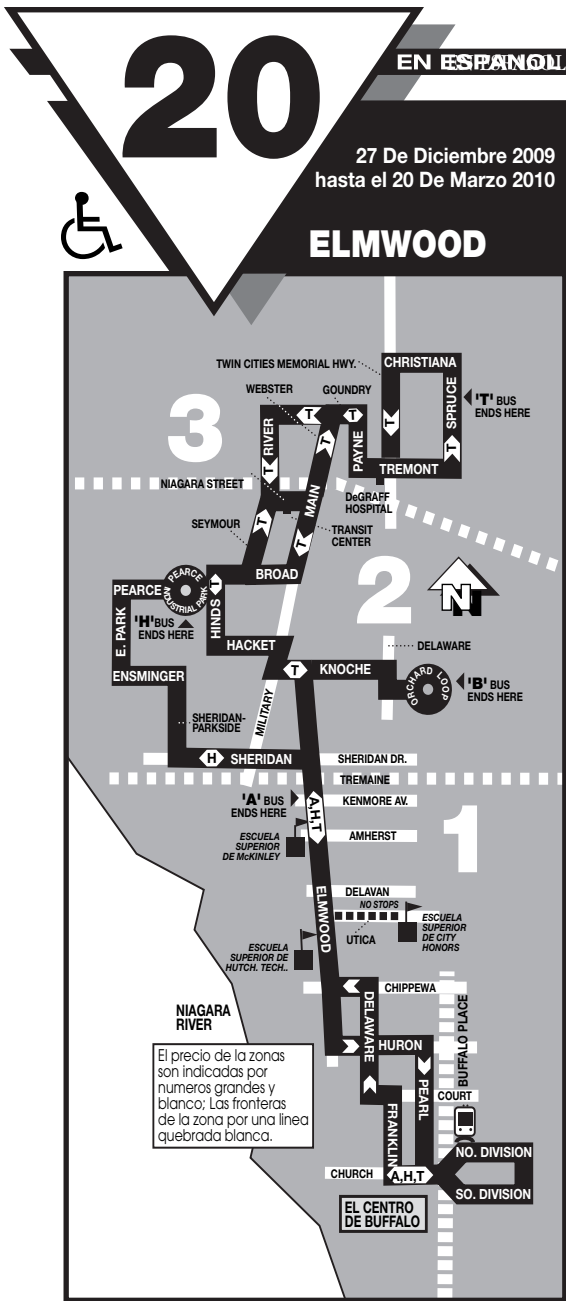 20
EN ESPANOL
27 De Diciembre 2009
hasta el 20 De Marzo 2010
ELMWOOD
TWIN CITIES MEMORIAL HWY.
CHRISTIANA
WEBSTER
GOUNDRY
'T' BUS
ENDS HERE
SPRUCE
T
T
T
T
3
RIVER
T
T
PAYNE
TREMONT
NIAGARA STREET
MAIN
DeGRAFF
HOSPITAL
SEYMOUR
T
T
TRANSIT
CENTER
BROAD
2
N
PEARCE
PEARCE
INDUSTRIAL PARK
T
HINDS
'H' BUS
ENDS HERE
E. PARK
HACKET
DELAWARE
ENSMINGER
T
KNOCHE
ORCHARD LOOP
'B' BUS
ENDS HERE
MILITARY
SHERIDAN-
PARKSIDE
H
SHERIDAN
SHERIDAN DR.
TREMAINE
'A' BUS
ENDS HERE
A,H,T
KENMORE AV.
1
ESCUELA
SUPERIOR
DE McKINLEY
AMHERST
ELMWOOD
DELAVAN
NO STOPS
UTICA
ESCUELA
SUPERIOR
DE CITY
HONORS
ESCUELA
SUPERIOR DE
HUTCH. TECH..
CHIPPEWA
NIAGARA
RIVER
DELAWARE
HURON
BUFFALO PLACE
El precio de la zonas
son indicadas por
numeros grandes y
blanco; Las fronteras
de la zona por una linea
quebrada blanca.
PEARL
COURT
FRANKLIN
NO. DIVISION
CHURCH
A,H,T
SO. DIVISION
EL CENTRO
DE BUFFALO